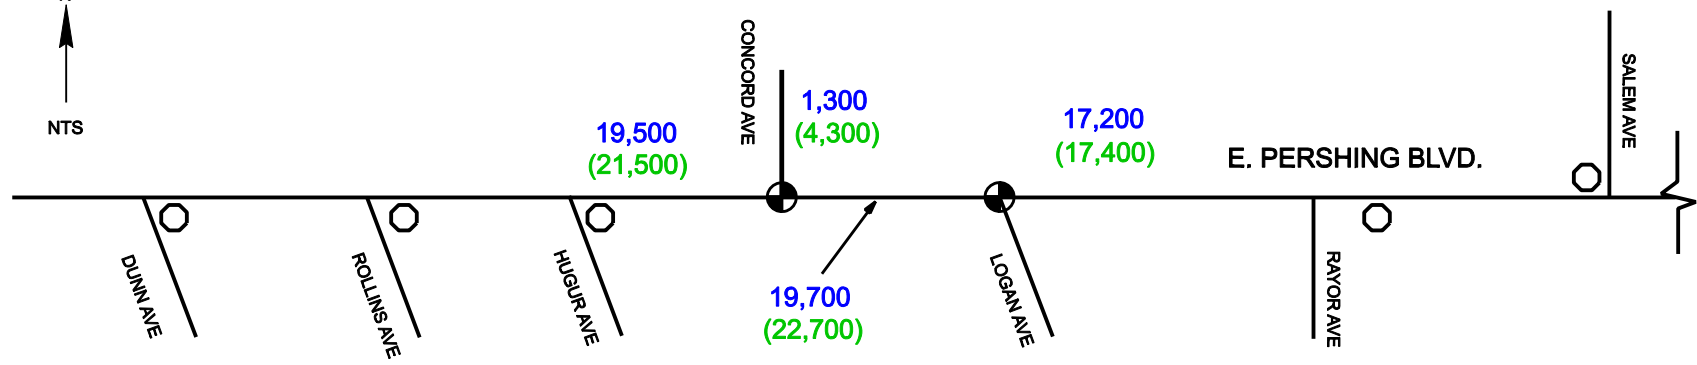 NTS
19,500
(21,500)
CONCORD AVE
1,300
(4,300)
17,200
(17,400)
E. PERSHING BLVD.
SALEM AVE
DUNN AVE
ROLLINS AVE
HUGUR AVE
19,700
(22,700)
LOGAN AVE
RAYOR AVE